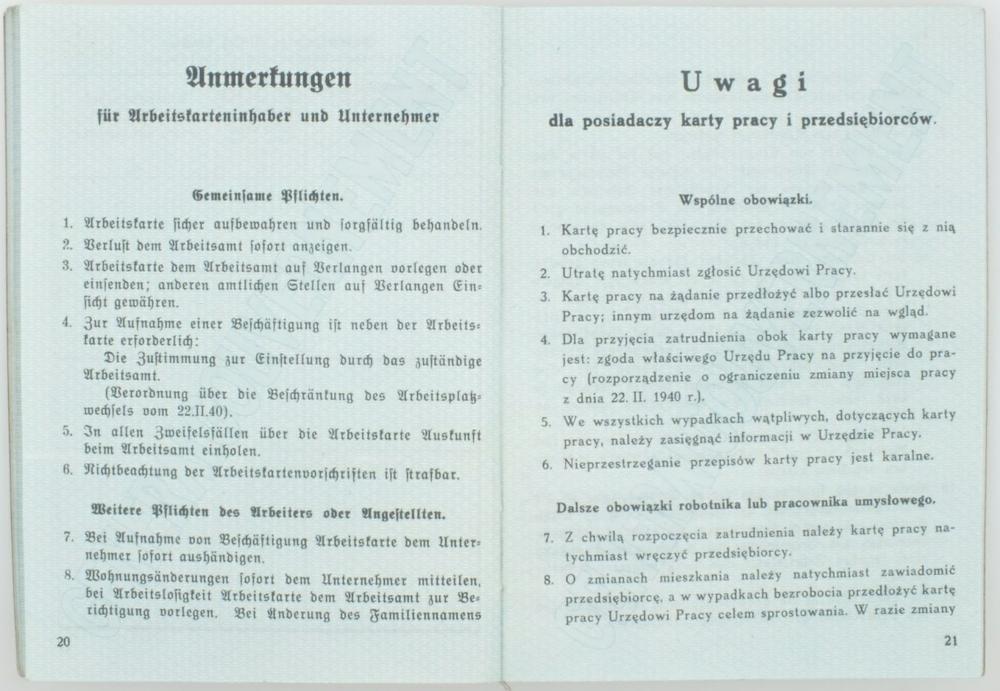 Anmerkungen
für Arbeitskarteninhaber und Unternehmer
Gemeinsame Pflichten.
1. Arbeitskarte sicher aufbewahren und sorgfältig behandeln.
2. Verlust dem Arbeitsamt sofort anzeigen.
3. Arbeitskarte dem Arbeitsamt auf Verlangen vorlegen oder
einsenden; anderen amtlichen Stellen auf Verlangen Ein-
sicht gewähren.
4. Zur Aufnahme einer Beschäftigung ist neben der Arbeits-
karte erforderlich:
Die Zustimmung zur Einstellung durch das zuständige
Arbeitsamt.
(Verordnung über die Beschränkung des Arbeitsplatz-
wechsels vom 22.II.40).
5. In allen Zweifelsfällen über die Arbeitskarte Auskunft
beim Arbeitsamt einholen.
6. Nichtbeachtung der Arbeitskartenvorschriften ist strafbar.
Weitere Pflichten des Arbeiters oder Angestellten.
7. Bei Aufnahme von Beschäftigung Arbeitskarte dem Unter-
nehmer sofort aushändigen.
8. Wohnungsänderungen sofort dem Unternehmer mitteilen,
bei Arbeitslosigkeit Arbeitskarte dem Arbeitsamt zur Be-
richtigung vorlegen. Bei Änderung des Familiennamens
20
Uwagi
dla posiadaczy karty pracy i przedsiębiorców.
Wspólne obowiązki.
1. Kartę pracy bezpiecznie przechować i starannie się z nią
obchodzić.
2. Utratę natychmiast zgłosić Urzędowi Pracy.
3. Kartę pracy na żądanie przedłożyć albo przesłać Urzędowi
Pracy; innym urzędom na żądanie zezwolić na wgląd.
4. Dla przyjęcia zatrudnienia obok karty pracy wymagane
jest: zgoda właściwego Urzędu Pracy na przyjęcie do pra-
cy (rozporządzenie o ograniczeniu zmiany miejsca pracy
z dnia 22. II. 1940 r.).
5. We wszystkich wypadkach wątpliwych, dotyczących karty
pracy, należy zasięgnąć informacji w Urzędzie Pracy.
6. Nieprzestrzeganie przepisów karty pracy jest karalne.
Dalsze obowiązki robotnika lub pracownika umysłowego.
7. Z chwilą rozpoczęcia zatrudnienia należy kartę pracy na-
tychmiast wręczyć przedsiębiorcy.
8. O zmianach mieszkania należy natychmiast zawiadomić
przedsiębiorcę, a w wypadkach bezrobocia przedłożyć kartę
pracy Urzędowi Pracy celem sprostowania. W razie zmiany
21